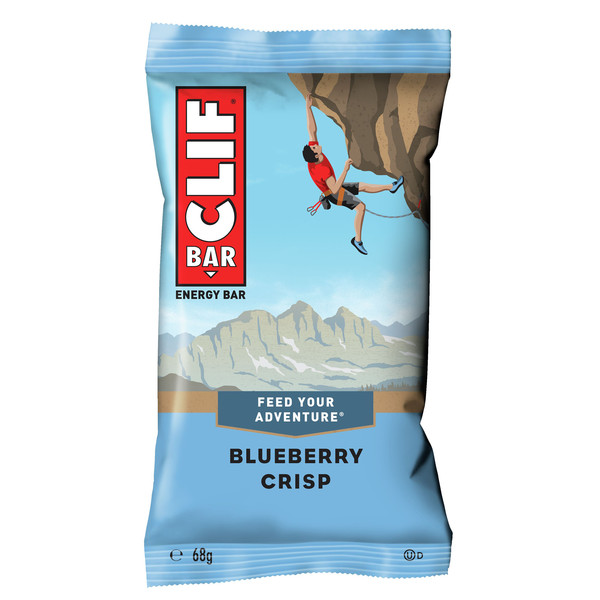 CLIF®
BAR
ENERGY BAR
FEED YOUR
ADVENTURE®
BLUEBERRY
CRISP
℮ 68g
Ⓤ D